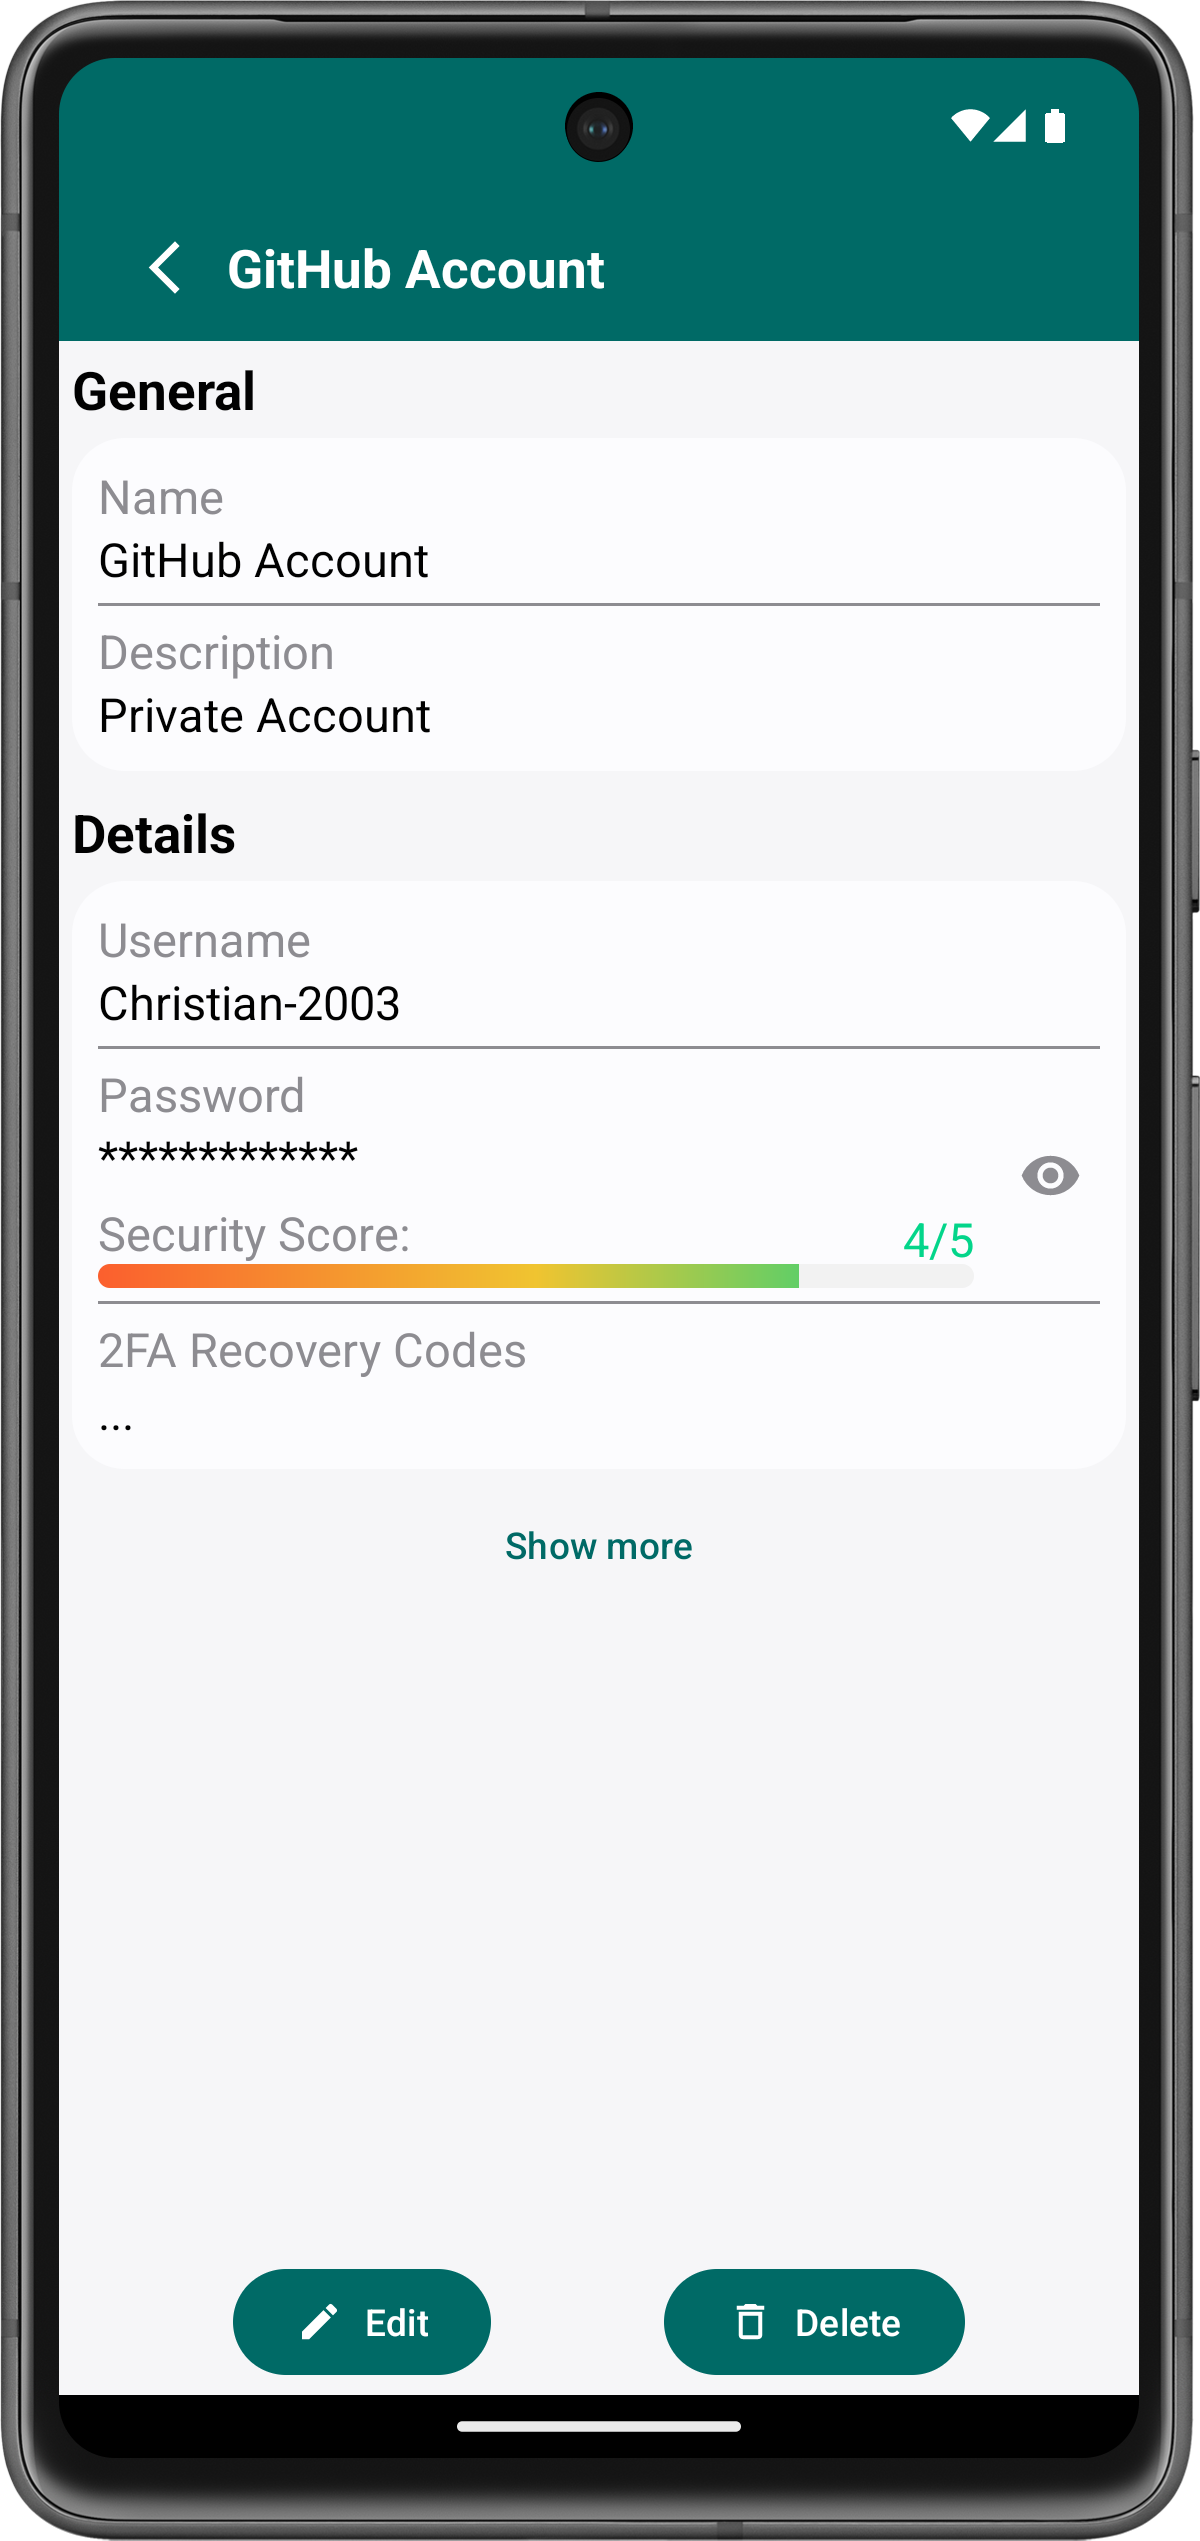 GitHub Account
General
Name
GitHub Account
Description
Private Account
Details
Username
Christian-2003
Password
*************
Security Score:
4/5
2FA Recovery Codes
...
Show more
Edit
Delete